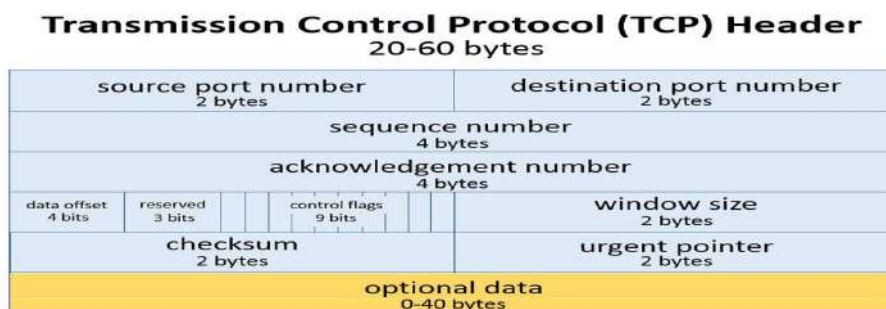 Transmission Control Protocol (TCP) Header
20-60 bytes
source port number
2 bytes
destination port number
2 bytes
sequence number
4 bytes
acknowledgement number
4 bytes
data offset
4 bits
reserved
3 bits
control flags
9 bits
window size
2 bytes
checksum
2 bytes
urgent pointer
2 bytes
optional data
0-40 bytes